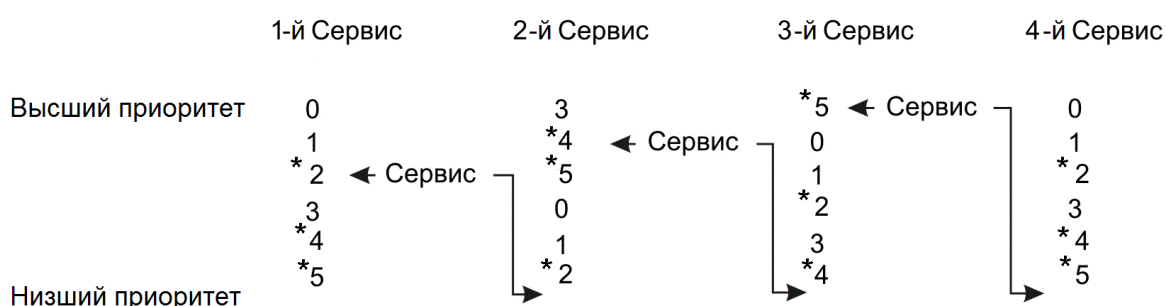 1-й Сервис 2-й Сервис 3-й Сервис 4-й Сервис
Высший приоритет 0 3 *5 Сервис 0
1 *4 Сервис 0 1
*2 Сервис *5 1 *2
3 0 *2 3
*4 1 3 *4
*5 *2 *4 *5
Низший приоритет